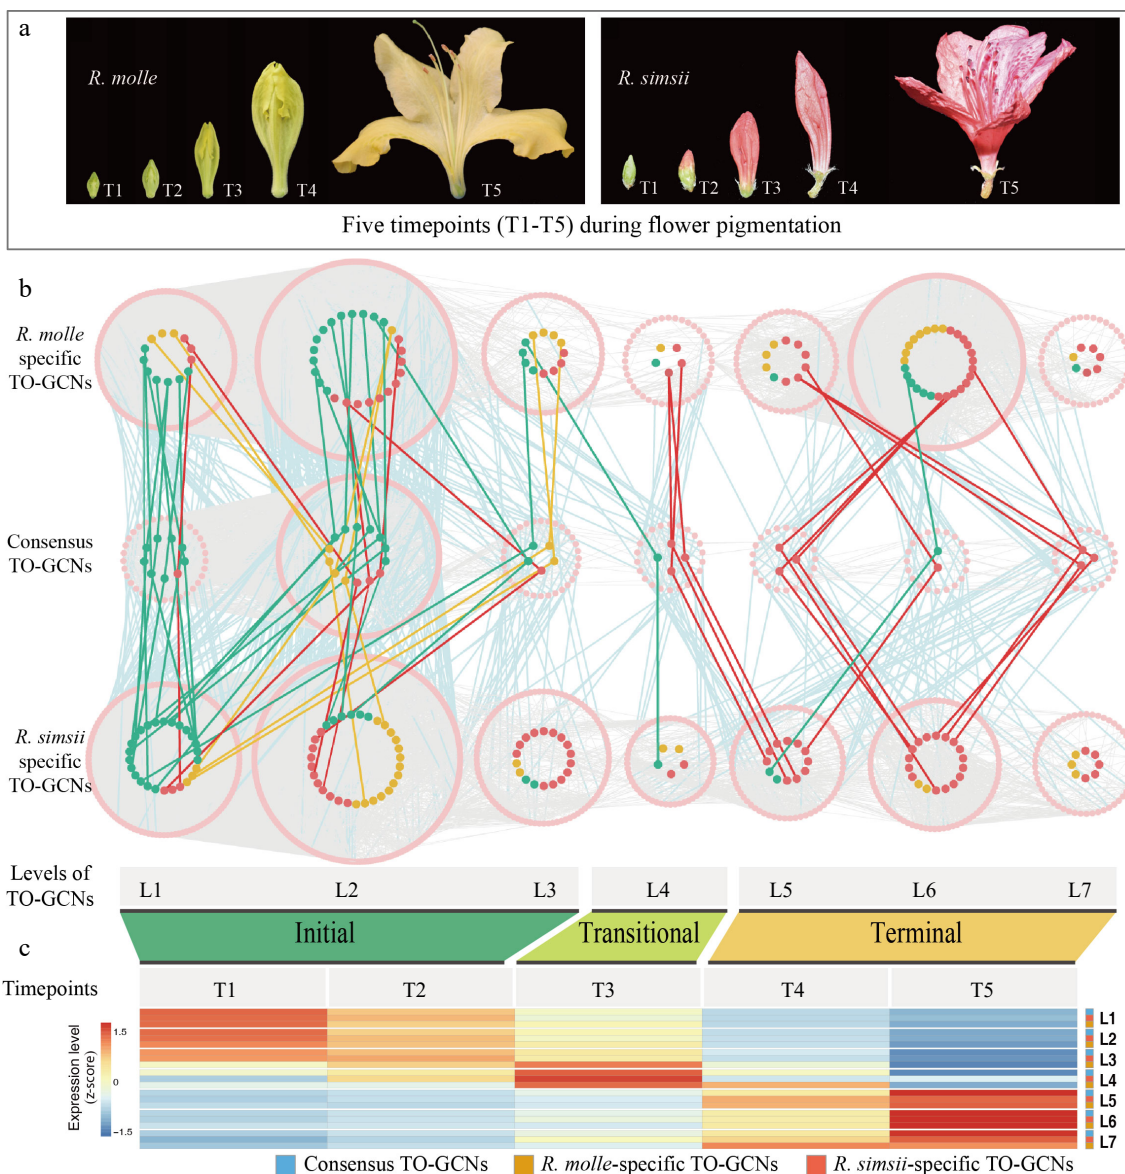 a
R. molle
T1
T2
T3
T4
T5
R. simsii
T1
T2
T3
T4
T5
Five timepoints (T1-T5) during flower pigmentation
b
R. molle
specific
TO-GCNs
Consensus
TO-GCNs
R. simsii
specific
TO-GCNs
Levels of
TO-GCNs
L1
L2
L3
L4
L5
L6
L7
Initial
Transitional
Terminal
c
Timepoints
T1
T2
T3
T4
T5
Expression level
(z-score)
1.5
0
−1.5
L1
L2
L3
L4
L5
L6
L7
Consensus TO-GCNs
R. molle-specific TO-GCNs
R. simsii-specific TO-GCNs